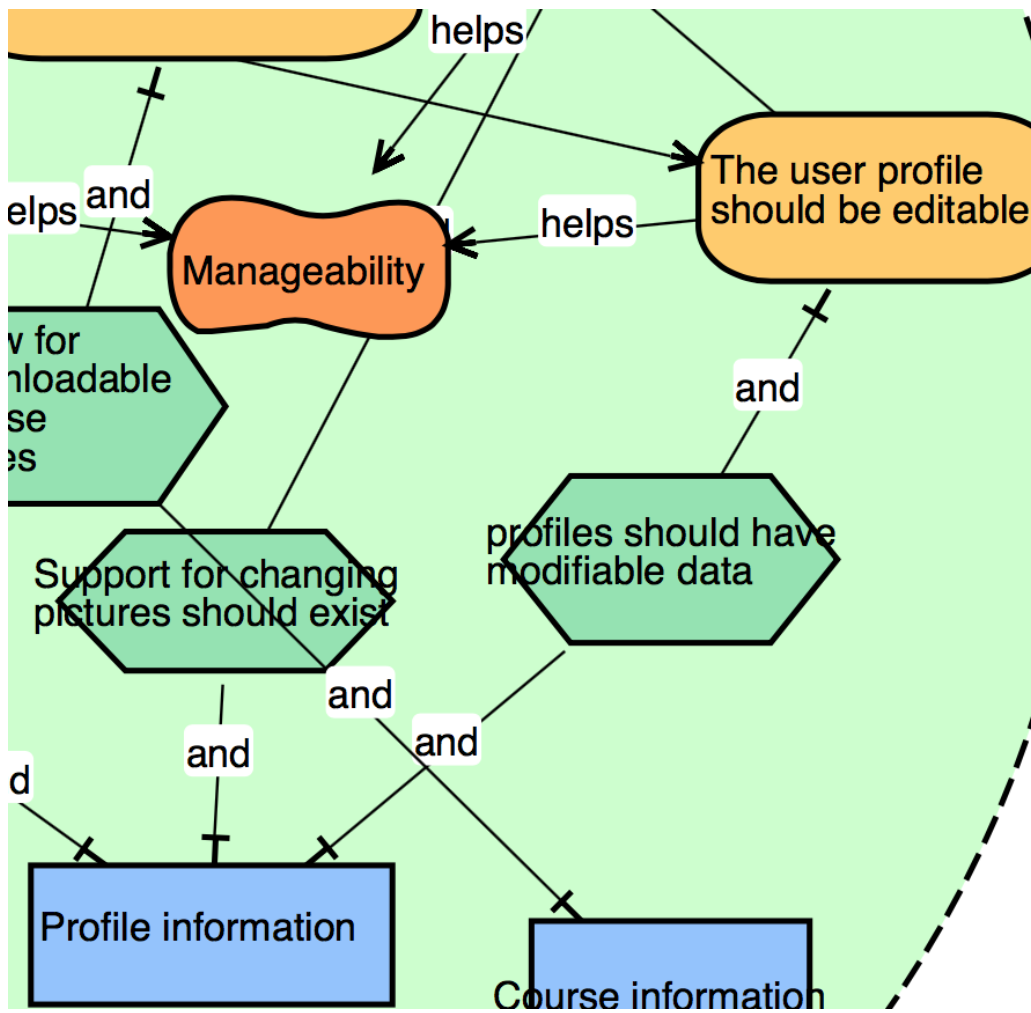 helps
The user profile
should be editable
and
elps
helps
Manageability
w for
nloadable
se
es
and
profiles should have
modifiable data
Support for changing
pictures should exist
and
and
and
d
Profile information
Course information